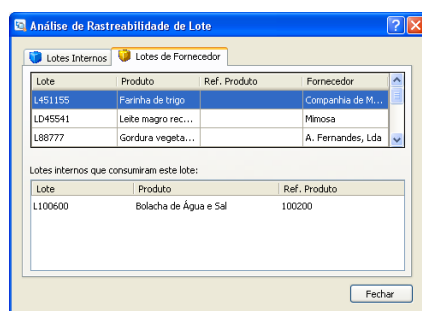 Análise de Rastreabilidade de Lote
Lotes Internos Lotes de Fornecedor
Lote Produto Ref. Produto Fornecedor
L451155 Farinha de trigo Companhia de M...
LD45541 Leite magro rec... Mimosa
L88777 Gordura vegeta... A. Fernandes, Lda
Lotes internos que consumiram este lote:
Lote Produto Ref. Produto
L100600 Bolacha de Água e Sal 100200
Fechar